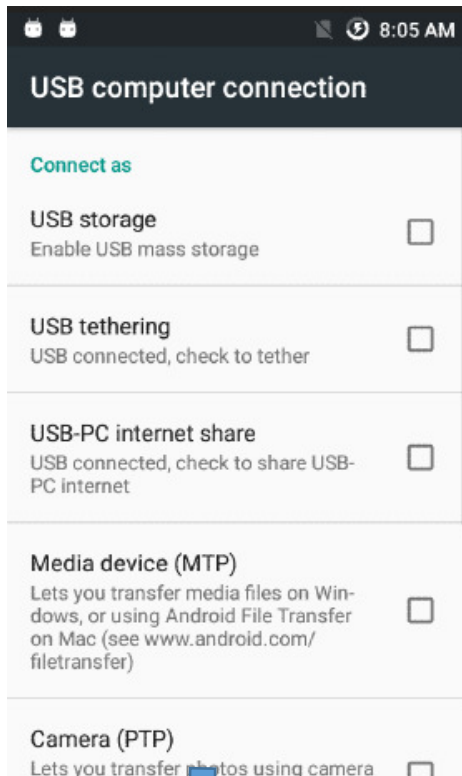 8:05 AM
USB computer connection
Connect as
USB storage
Enable USB mass storage
USB tethering
USB connected, check to tether
USB-PC internet share
USB connected, check to share USB-
PC internet
Media device (MTP)
Lets you transfer media files on Win-
dows, or using Android File Transfer
on Mac (see www.android.com/
filetransfer)
Camera (PTP)
Lets you transfer photos using camera